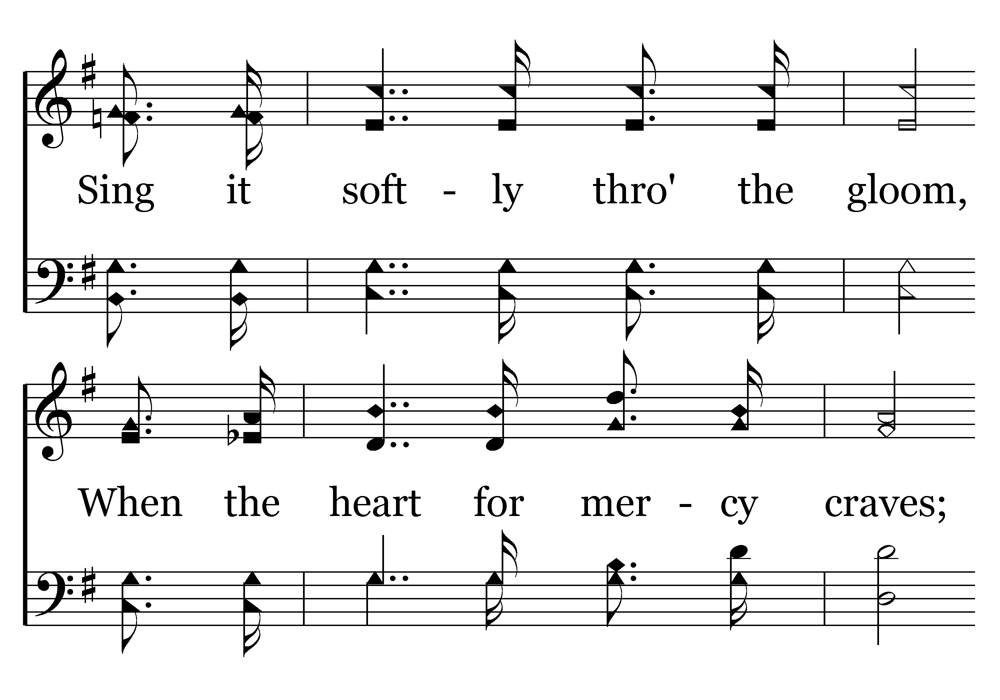 Sing it soft - ly thro' the gloom,
When the heart for mer - cy craves;